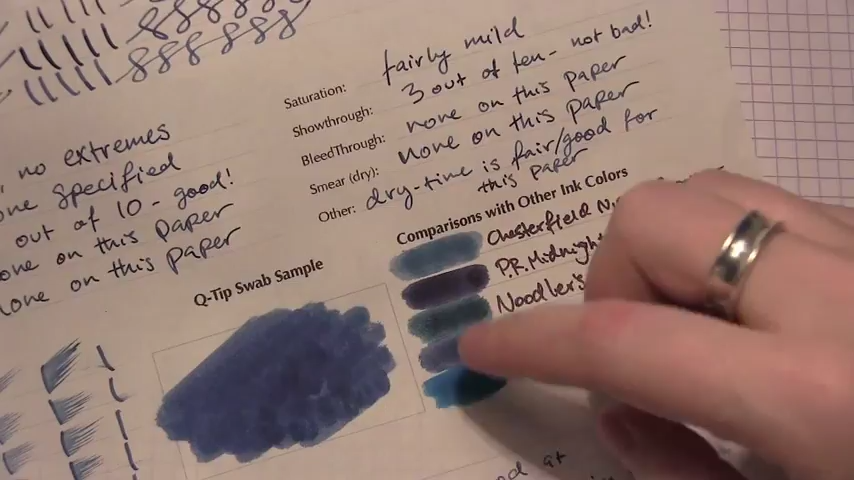 Saturation: fairly mild
Showthrough: 3 out of ten - not bad!
BleedThrough: none on this paper
Smear (dry): none on this paper
Other: dry-time is fair/good for
this paper
no extremes
one specified
out of 10 - good!
one on this paper
lone on this paper
Comparisons with Other Ink Colors
Chesterfield
P.R. Midnight
Noodler's
Q-Tip Swab Sample
at